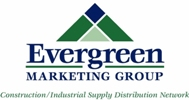 Evergreen
MARKETING GROUP
Construction/Industrial Supply Distribution Network